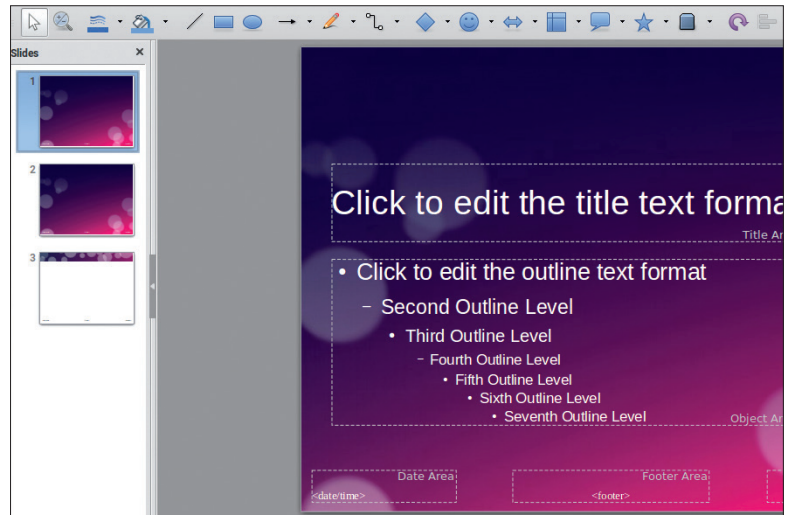 Slides
1
2
3
Click to edit the title text forma
Title Ar
• Click to edit the outline text format
– Second Outline Level
• Third Outline Level
– Fourth Outline Level
• Fifth Outline Level
• Sixth Outline Level
• Seventh Outline Level
Object Ar
Date Area
<date/time>
Footer Area
<footer>